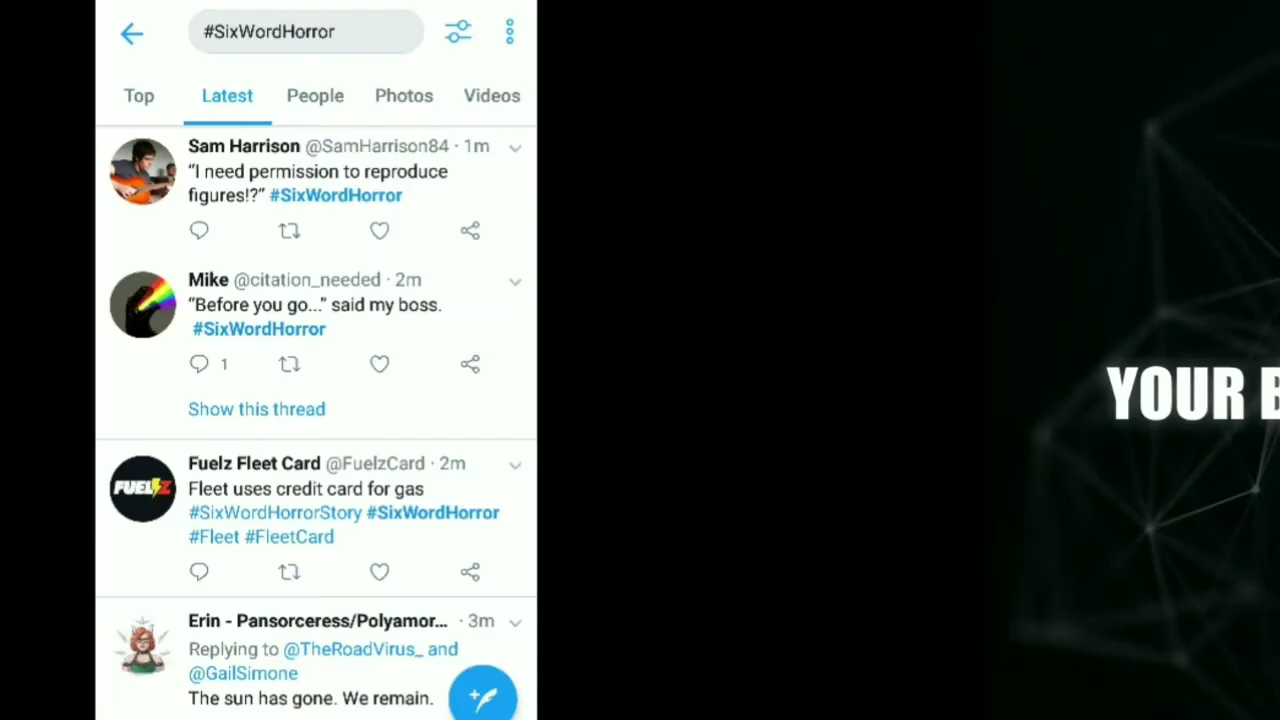 #SixWordHorror
Top Latest People Photos Videos
Sam Harrison @SamHarrison84 · 1m
“I need permission to reproduce
figures!?” #SixWordHorror
Mike @citation_needed · 2m
“Before you go...” said my boss.
#SixWordHorror
1
Show this thread
Fuelz Fleet Card @FuelzCard · 2m
FUELZ
Fleet uses credit card for gas
#SixWordHorrorStory #SixWordHorror
#Fleet #FleetCard
Erin - Pansorceress/Polyamor... · 3m
Replying to @TheRoadVirus_ and
@GailSimone
The sun has gone. We remain.
YOUR B